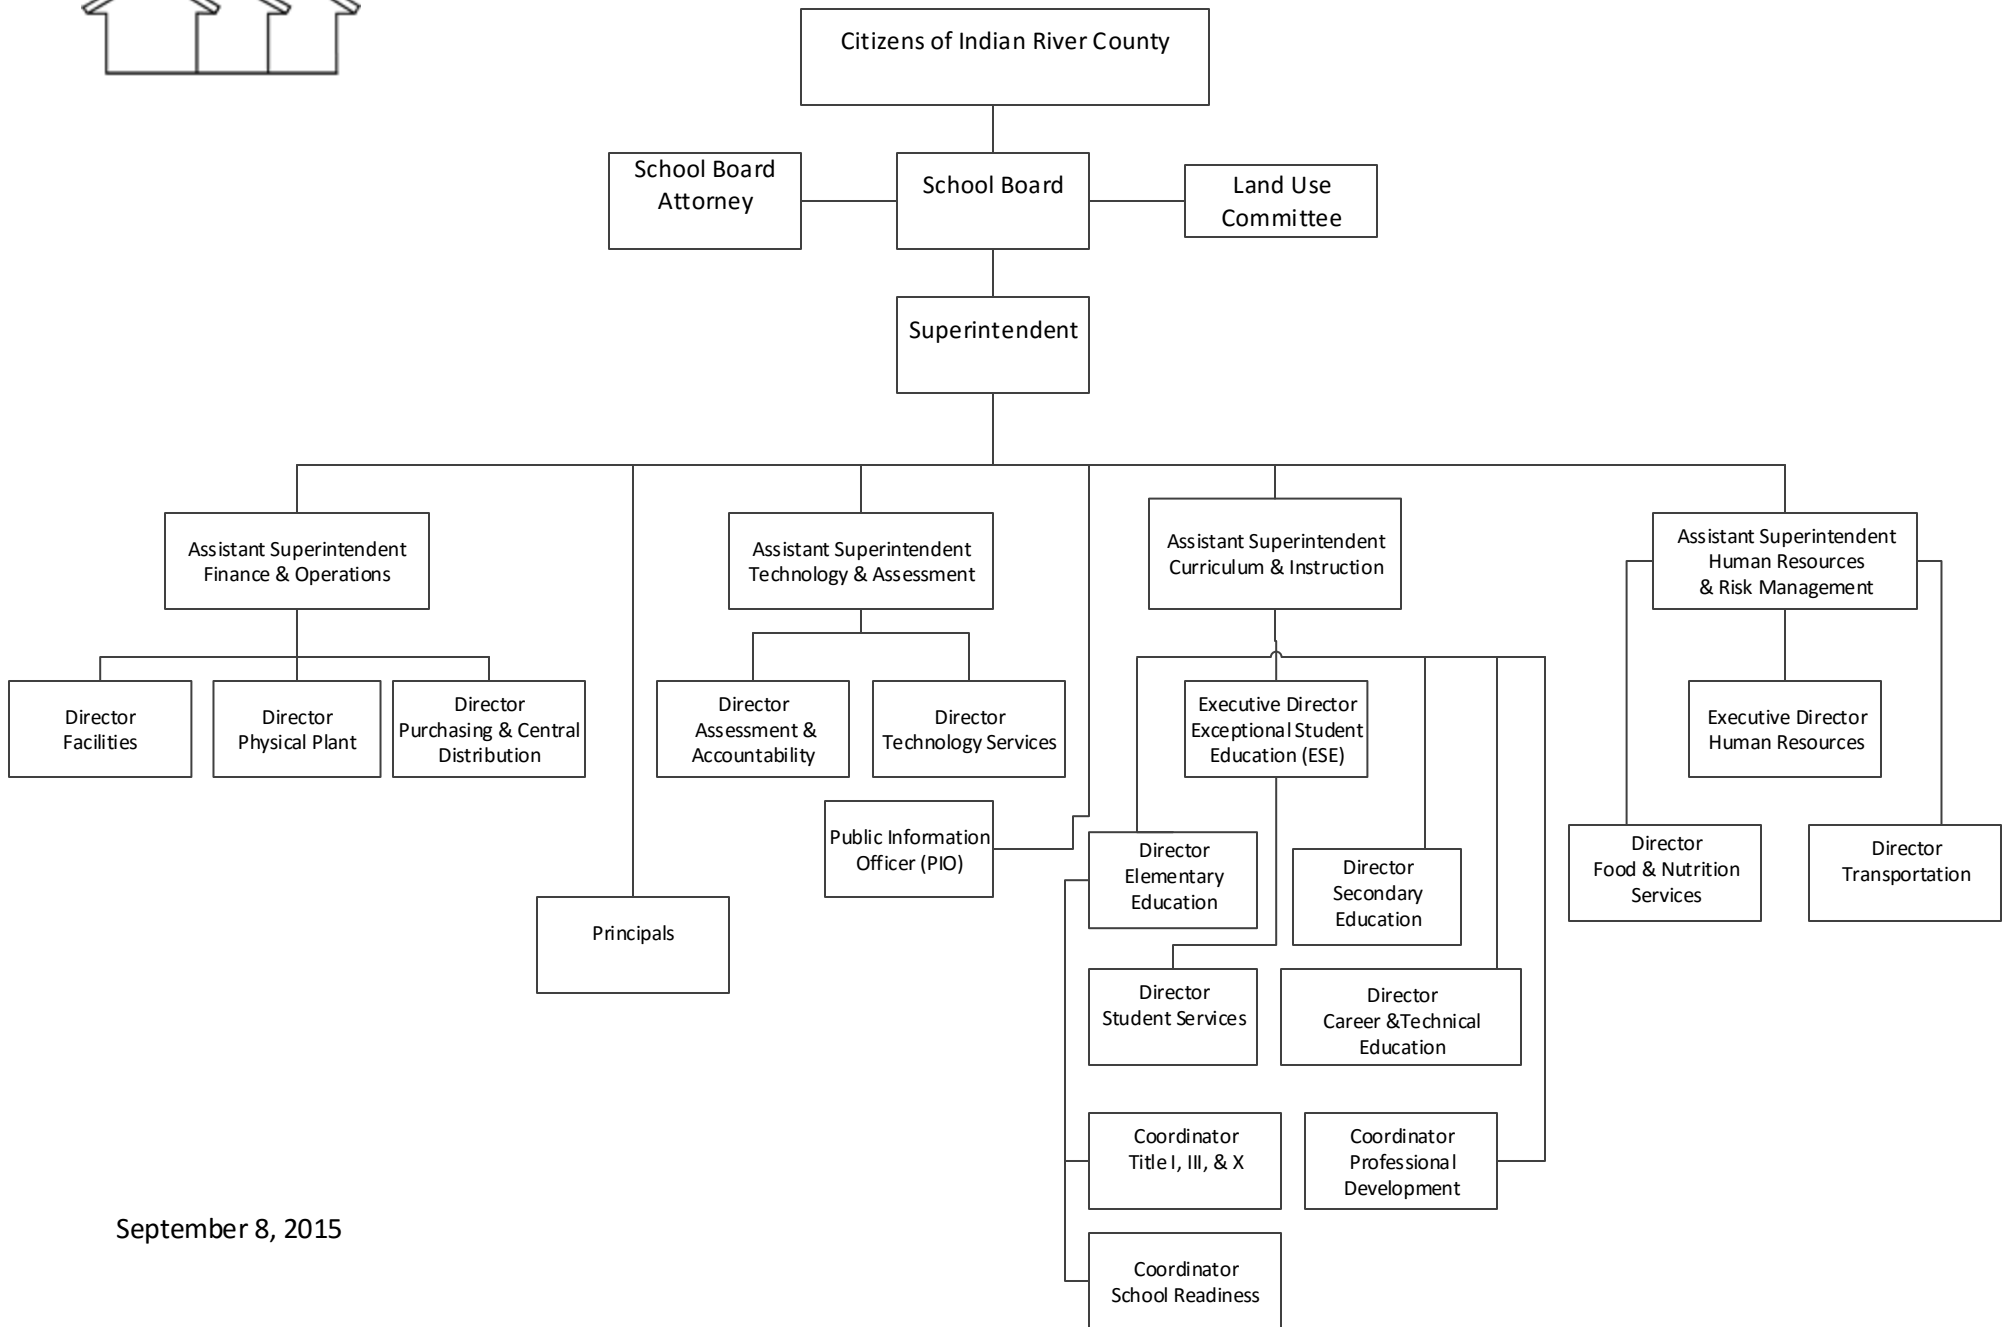 Citizens of Indian River County
School Board
Attorney
School Board
Land Use
Committee
Superintendent
Assistant Superintendent
Finance & Operations
Assistant Superintendent
Technology & Assessment
Assistant Superintendent
Curriculum & Instruction
Assistant Superintendent
Human Resources
& Risk Management
Director
Facilities
Director
Physical Plant
Director
Purchasing & Central
Distribution
Director
Assessment &
Accountability
Director
Technology Services
Executive Director
Exceptional Student
Education (ESE)
Executive Director
Human Resources
Public Information
Officer (PIO)
Director
Elementary
Education
Director
Secondary
Education
Director
Food & Nutrition
Services
Director
Transportation
Principals
Director
Student Services
Director
Career &Technical
Education
Coordinator
Title I, III, & X
Coordinator
Professional
Development
September 8, 2015
Coordinator
School Readiness